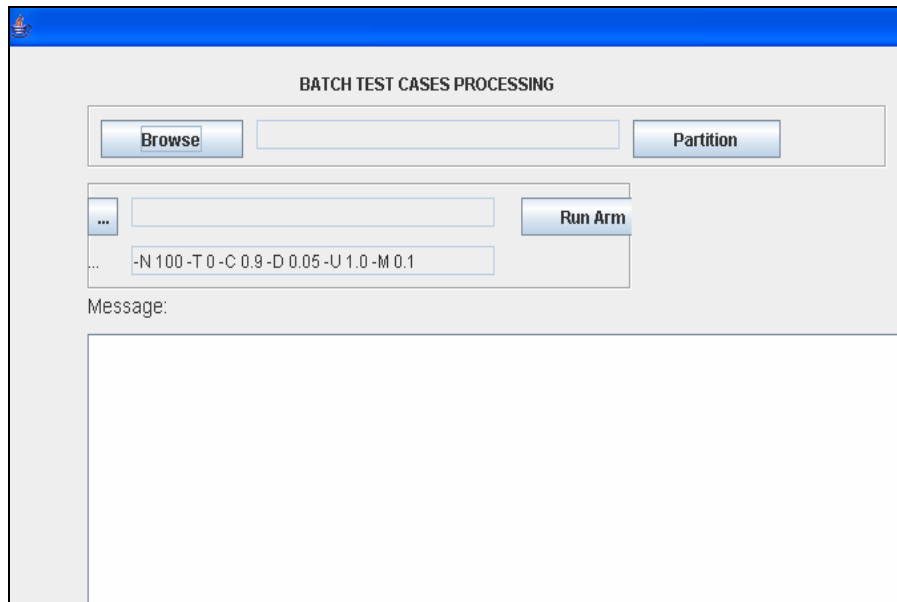 BATCH TEST CASES PROCESSING
Browse Partition
... Run Arm
... -N 100 -T 0 -C 0.9 -D 0.05 -U 1.0 -M 0.1
Message: